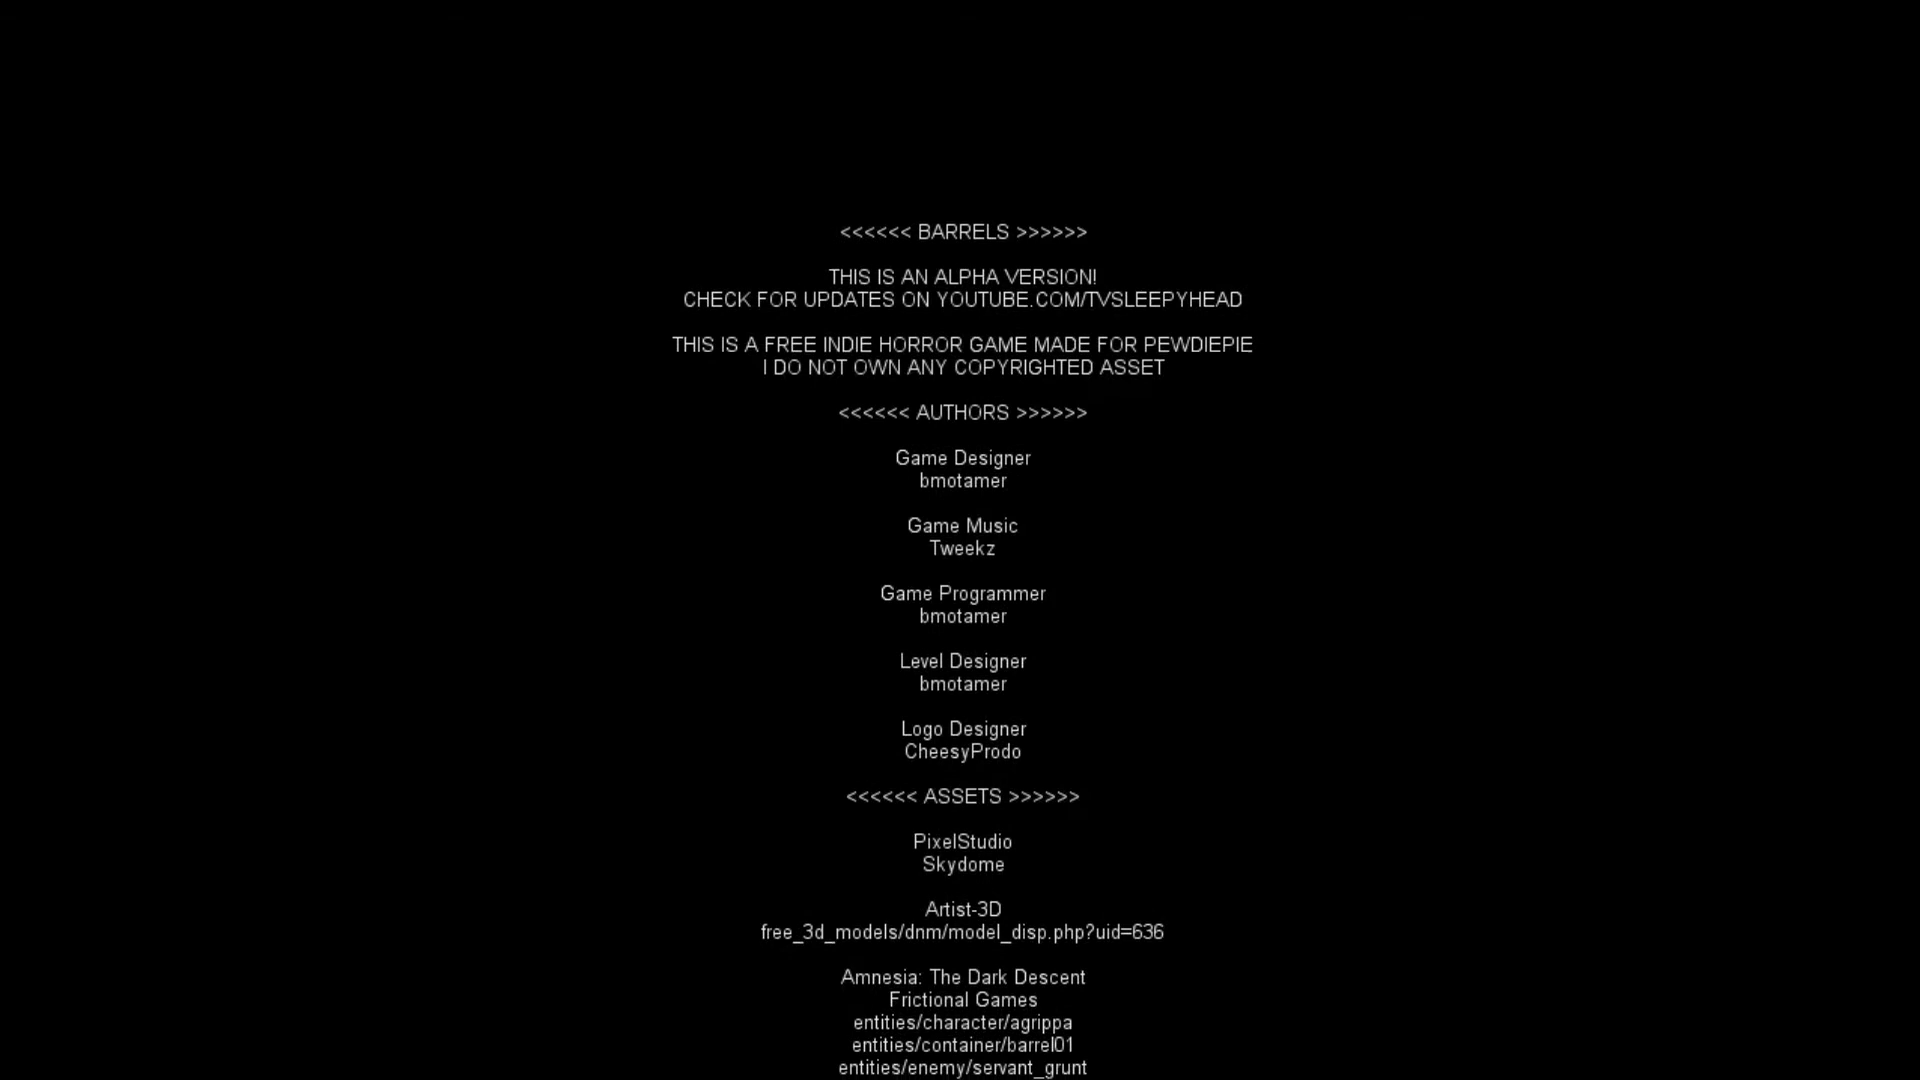 <<<<<< BARRELS >>>>>>
THIS IS AN ALPHA VERSION!
CHECK FOR UPDATES ON YOUTUBE.COM/TVSLEEPYHEAD
THIS IS A FREE INDIE HORROR GAME MADE FOR PEWDIEPIE
I DO NOT OWN ANY COPYRIGHTED ASSET
<<<<<< AUTHORS >>>>>>
Game Designer
bmotamer
Game Music
Tweekz
Game Programmer
bmotamer
Level Designer
bmotamer
Logo Designer
CheesyProdo
<<<<<< ASSETS >>>>>>
PixelStudio
Skydome
Artist-3D
free_3d_models/dnm/model_disp.php?uid=636
Amnesia: The Dark Descent
Frictional Games
entities/character/agrippa
entities/container/barrel01
entities/enemy/servant_grunt